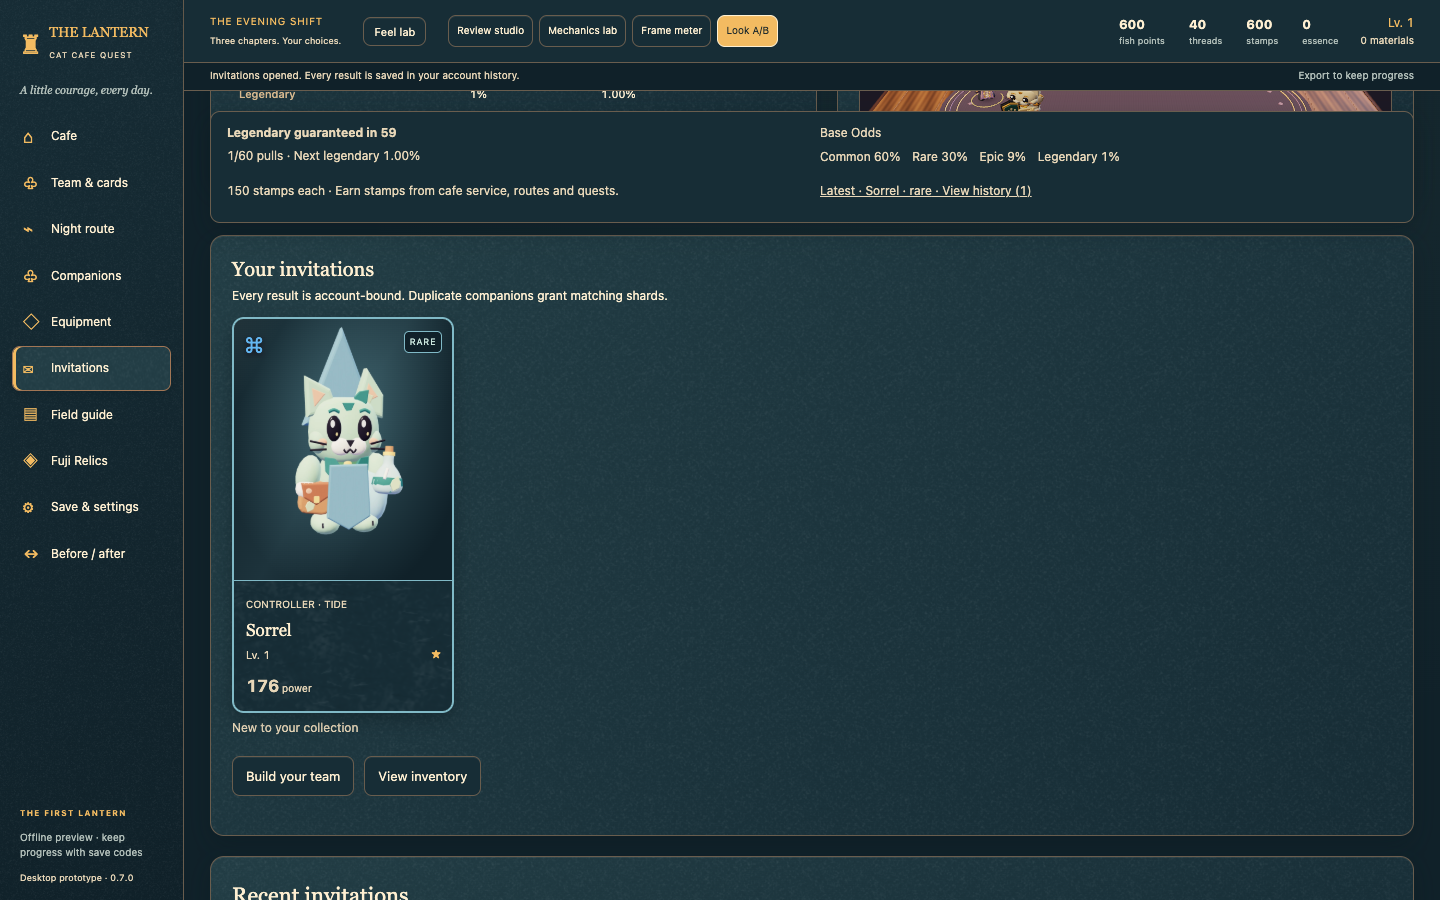 THE LANTERN
CAT CAFE QUEST
A little courage, every day.
Cafe
Team & cards
Night route
Companions
Equipment
Invitations
Field guide
Fuji Relics
Save & settings
Before / after
THE FIRST LANTERN
Offline preview · keep
progress with save codes
Desktop prototype · 0.7.0
THE EVENING SHIFT
Three chapters. Your choices.
Feel lab
Review studio
Mechanics lab
Frame meter
Look A/B
600 fish points
40 threads
600 stamps
0 essence
Lv. 1
0 materials
Invitations opened. Every result is saved in your account history.
Export to keep progress
Legendary 1% 1.00%
Legendary guaranteed in 59
1/60 pulls · Next legendary 1.00%
150 stamps each · Earn stamps from cafe service, routes and quests.
Base Odds
Common 60% Rare 30% Epic 9% Legendary 1%
Latest · Sorrel · rare · View history (1)
Your invitations
Every result is account-bound. Duplicate companions grant matching shards.
RARE
CONTROLLER · TIDE
Sorrel
Lv. 1
176 power
New to your collection
Build your team
View inventory
Recent invitations